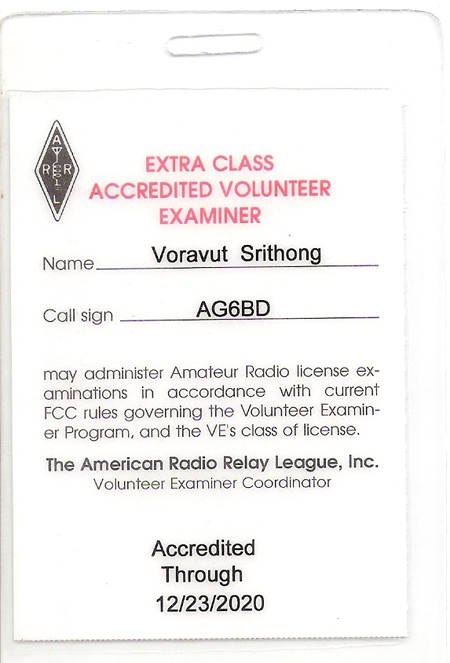 A
R R
L
EXTRA CLASS
ACCREDITED VOLUNTEER
EXAMINER
Name Voravut Srithong
Call sign AG6BD
may administer Amateur Radio license ex-
aminations in accordance with current
FCC rules governing the Volunteer Examin-
er Program, and the VE's class of license.
The American Radio Relay League, Inc.
Volunteer Examiner Coordinator
Accredited
Through
12/23/2020